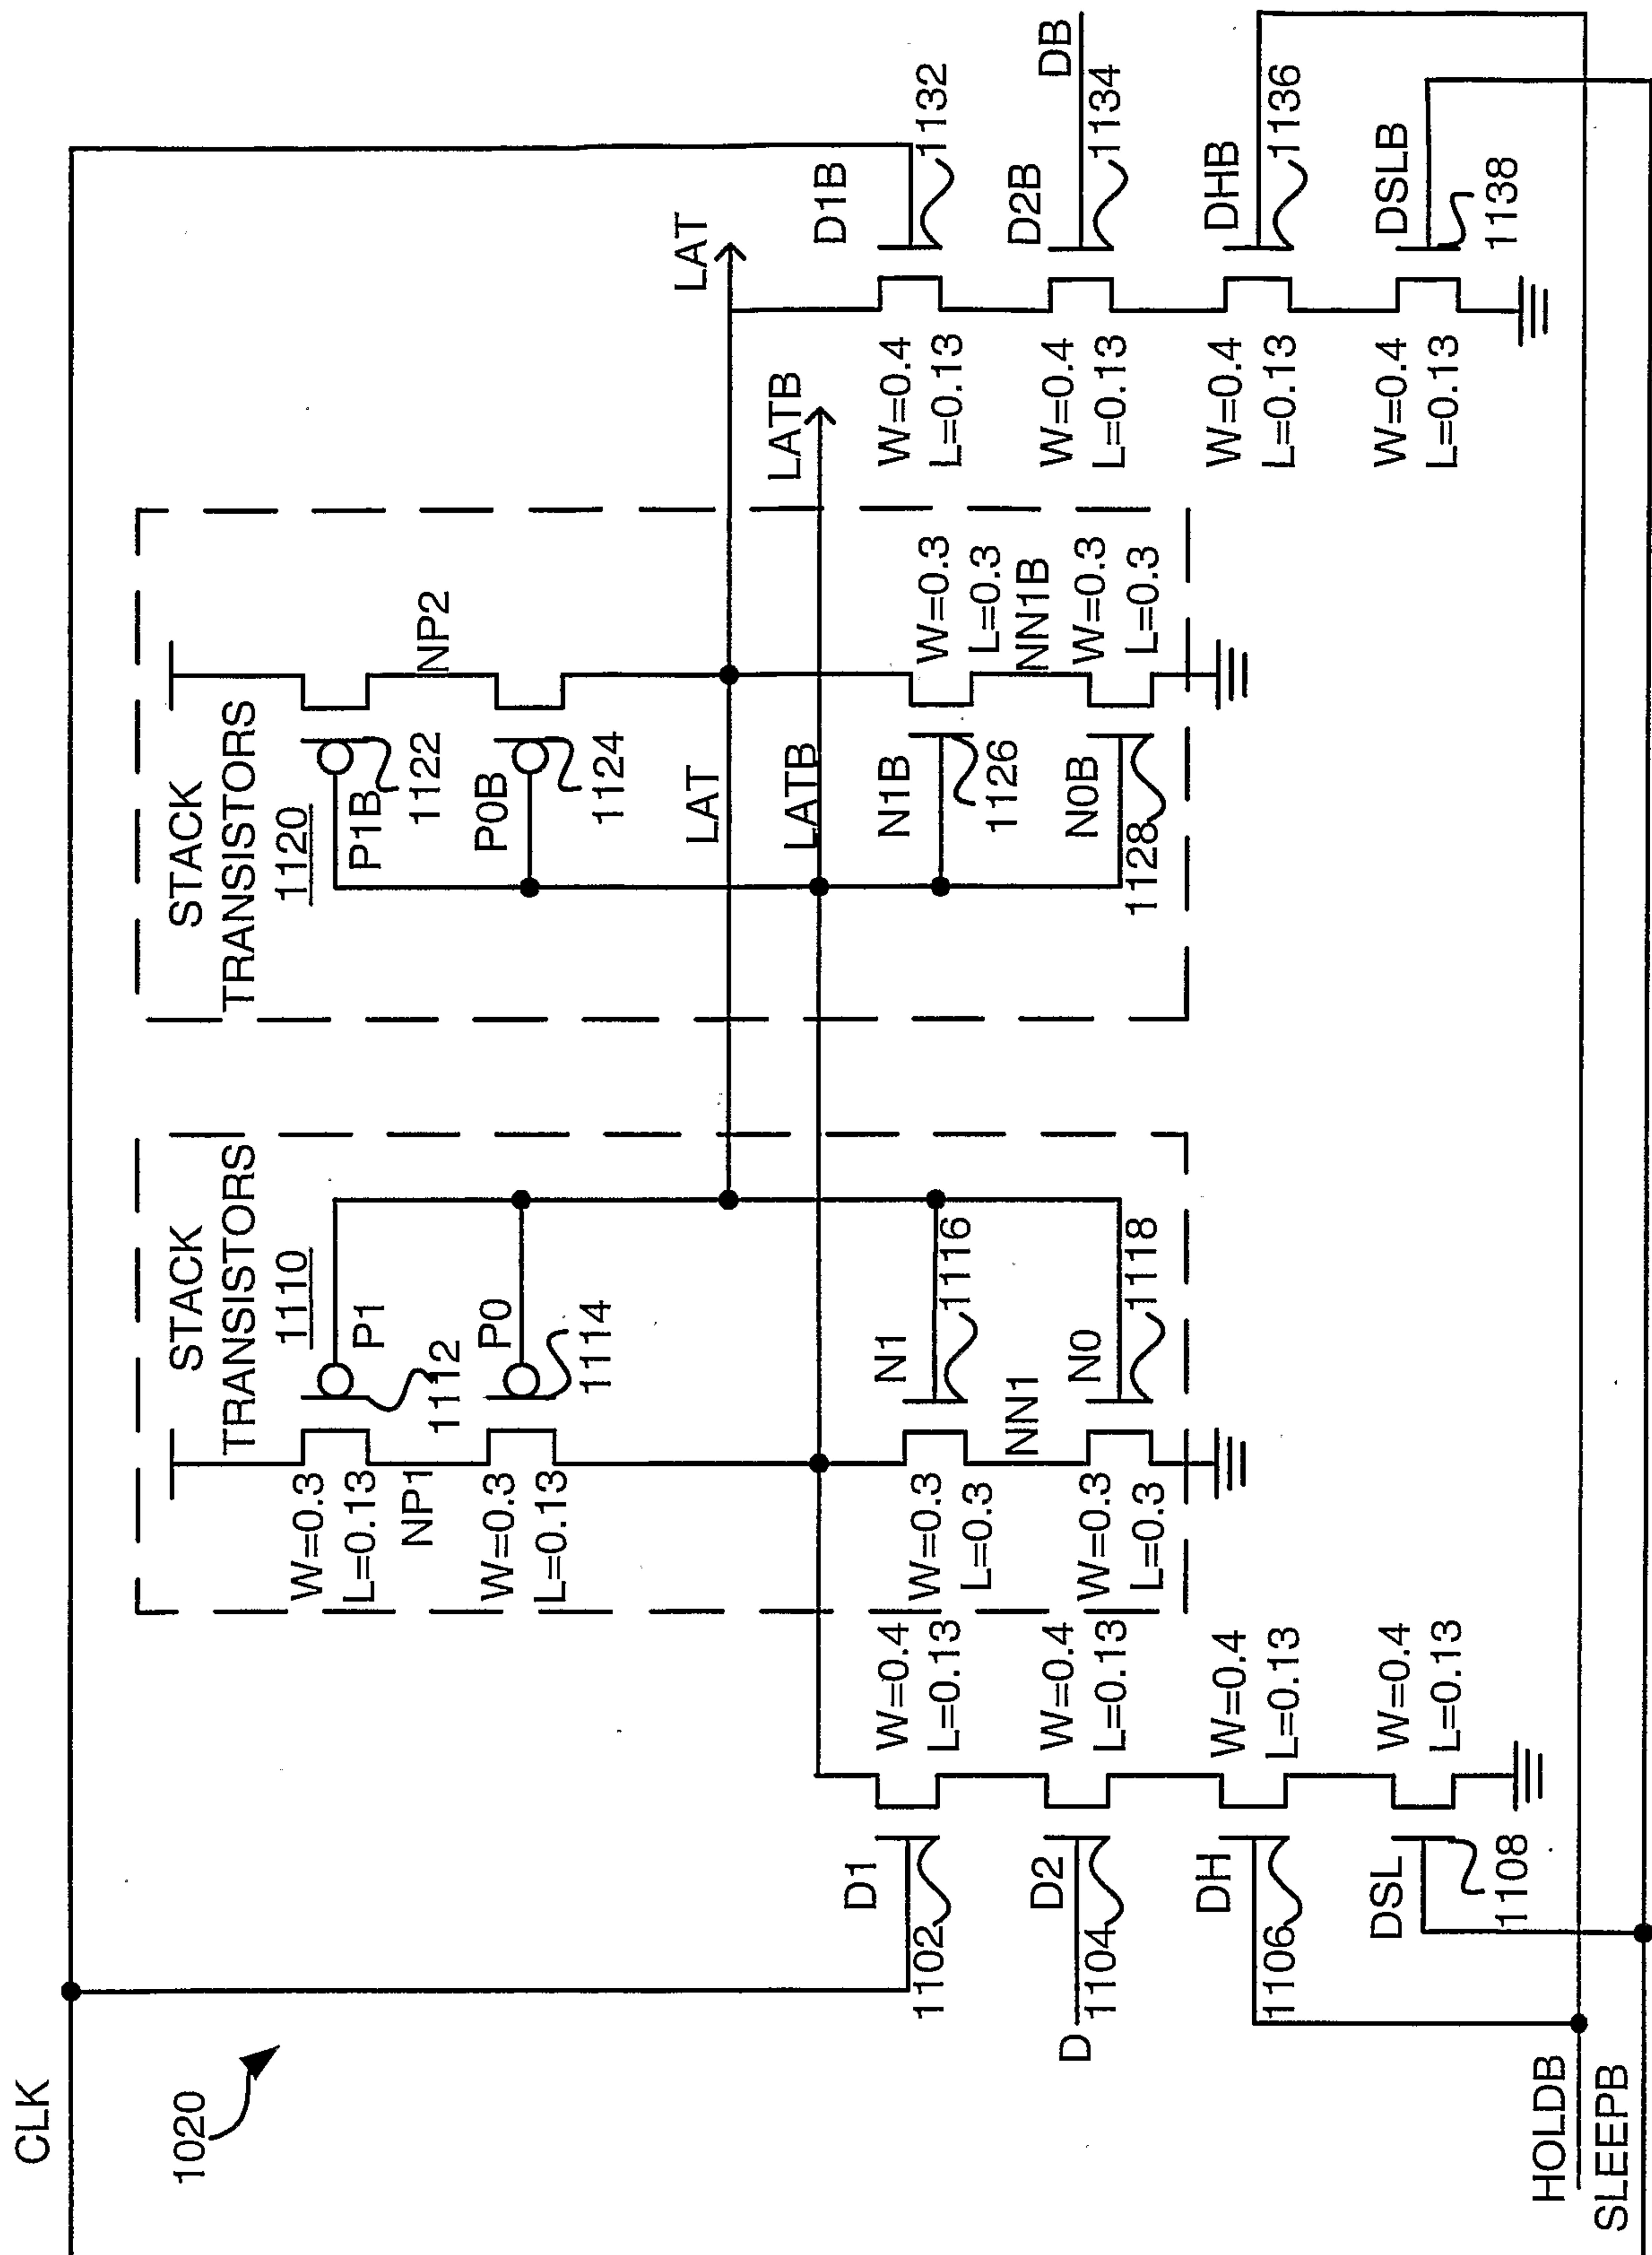 CLK
1020
STACK
TRANSISTORS
1110
P1
1112
W=0.3
L=0.13
NP1
P0
1114
W=0.3
L=0.13
N1
1116
W=0.3
L=0.3
NN1
N0
1118
W=0.3
L=0.3
STACK
TRANSISTORS
1120
P1B
1122
NP2
P0B
1124
LAT
LATB
N1B
1126
W=0.3
L=0.3
NN1B
N0B
1128
W=0.3
L=0.3
LAT
LATB
D1
1102
W=0.4
L=0.13
D
D2
1104
W=0.4
L=0.13
DH
1106
W=0.4
L=0.13
DSL
1108
W=0.4
L=0.13
D1B
1132
W=0.4
L=0.13
DB
D2B
1134
W=0.4
L=0.13
DHB
1136
W=0.4
L=0.13
DSLB
1138
W=0.4
L=0.13
HOLDB
SLEEPB